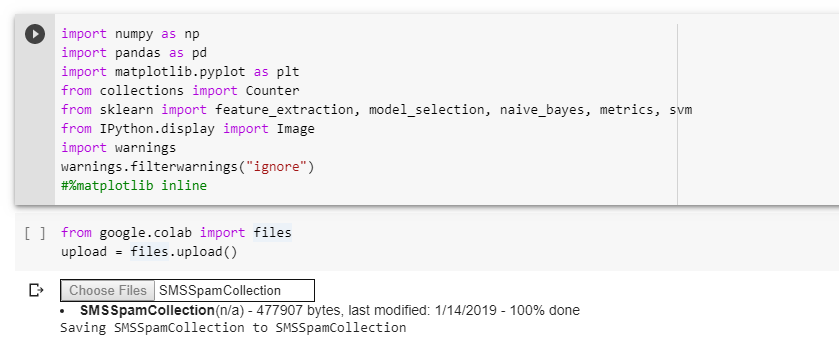 import numpy as np
import pandas as pd
import matplotlib.pyplot as plt
from collections import Counter
from sklearn import feature_extraction, model_selection, naive_bayes, metrics, svm
from IPython.display import Image
import warnings
warnings.filterwarnings("ignore")
#%matplotlib inline
[ ] from google.colab import files
upload = files.upload()
Choose Files SMSSpamCollection
• SMSSpamCollection(n/a) - 477907 bytes, last modified: 1/14/2019 - 100% done
Saving SMSSpamCollection to SMSSpamCollection